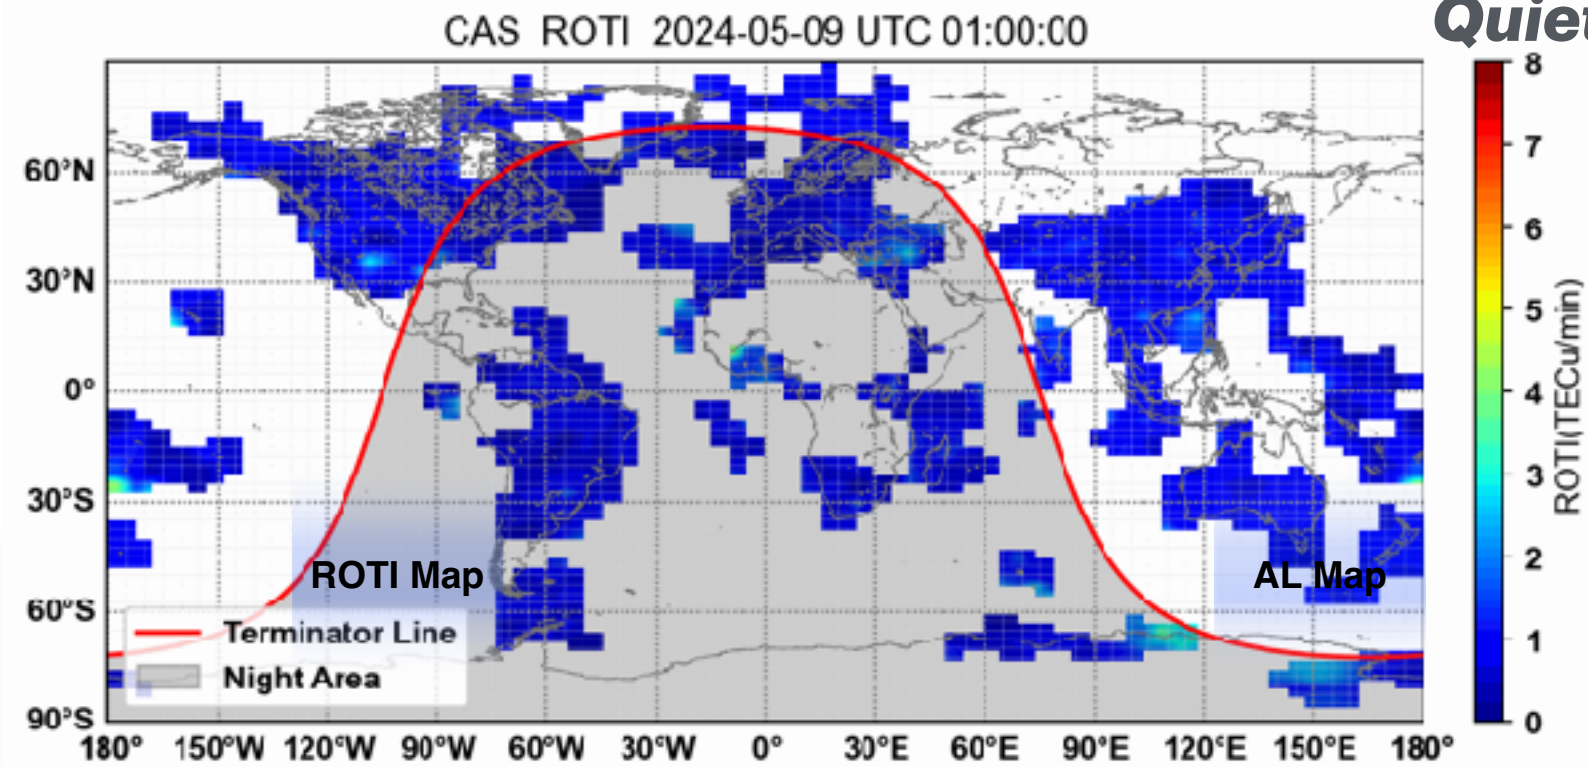 CAS ROTI 2024-05-09 UTC 01:00:00
Quiet
60°N
30°N
0°
30°S
60°S
90°S
180° 150°W 120°W 90°W 60°W 30°W 0° 30°E 60°E 90°E 120°E 150°E 180°
ROTI Map
AL Map
Terminator Line
Night Area
8
7
6
5
4
3
2
1
0
ROTI(TECu/min)